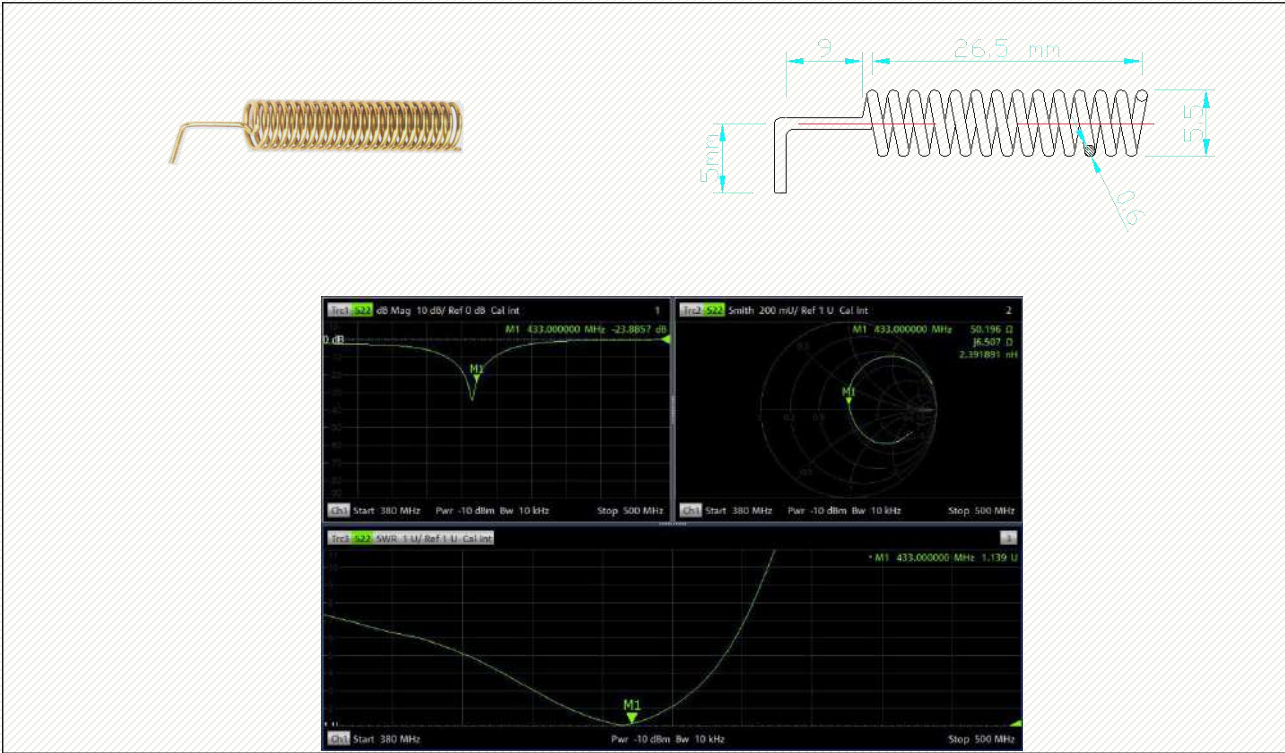 9
26.5 mm
5mm
5.5
0.6
Trc1 S22 dB Mag 10 dB/ Ref 0 dB Cal int 1
M1 433.000000 MHz -23.8857 dB
0 dB
M1
Ch1 Start 380 MHz Pwr -10 dBm Bw 10 kHz Stop 500 MHz
Trc2 S22 Smith 200 mU/ Ref 1 U Cal int 2
M1 433.000000 MHz 50.196 Ω
j6.507 Ω
2.391891 nH
M1
Ch1 Start 380 MHz Pwr -10 dBm Bw 10 kHz Stop 500 MHz
Trc3 S22 SWR 1 U/ Ref 1 U Cal int 3
• M1 433.000000 MHz 1.139 U
M1
1 U
Ch1 Start 380 MHz Pwr -10 dBm Bw 10 kHz Stop 500 MHz